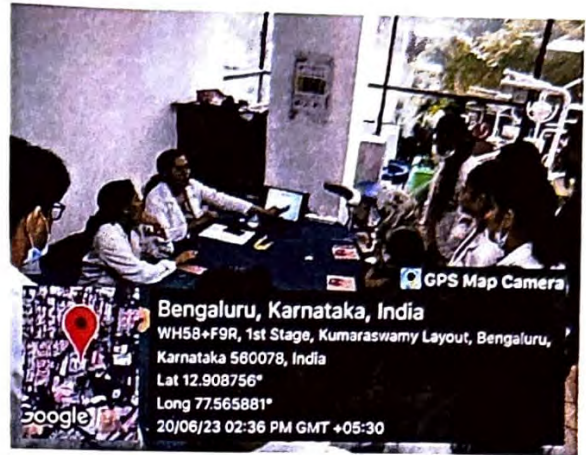 GPS Map Camera
Bengaluru, Karnataka, India
WH58+F9R, 1st Stage, Kumaraswamy Layout, Bengaluru,
Karnataka 560078, India
Lat 12.908756°
Long 77.565881°
20/06/23 02:36 PM GMT +05:30
Google